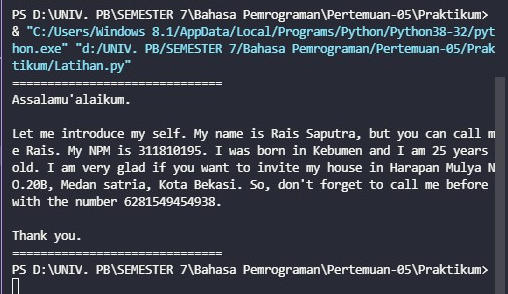 PS D:\UNIV. PB\SEMESTER 7\Bahasa Pemrograman\Pertemuan-05\Praktikum>
& "C:/Users/Windows 8.1/AppData/Local/Programs/Python/Python38-32/pyt
hon.exe" "d:/UNIV. PB/SEMESTER 7/Bahasa Pemrograman/Pertemuan-05/Prak
tikum/Latihan.py"
==============================
Assalamu'alaikum.
Let me introduce my self. My name is Rais Saputra, but you can call m
e Rais. My NPM is 311810195. I was born in Kebumen and I am 25 years
old. I am very glad if you want to invite my house in Harapan Mulya N
O.20B, Medan satria, Kota Bekasi. So, don't forget to call me before
with the number 6281549454938.
Thank you.
==============================
PS D:\UNIV. PB\SEMESTER 7\Bahasa Pemrograman\Pertemuan-05\Praktikum>